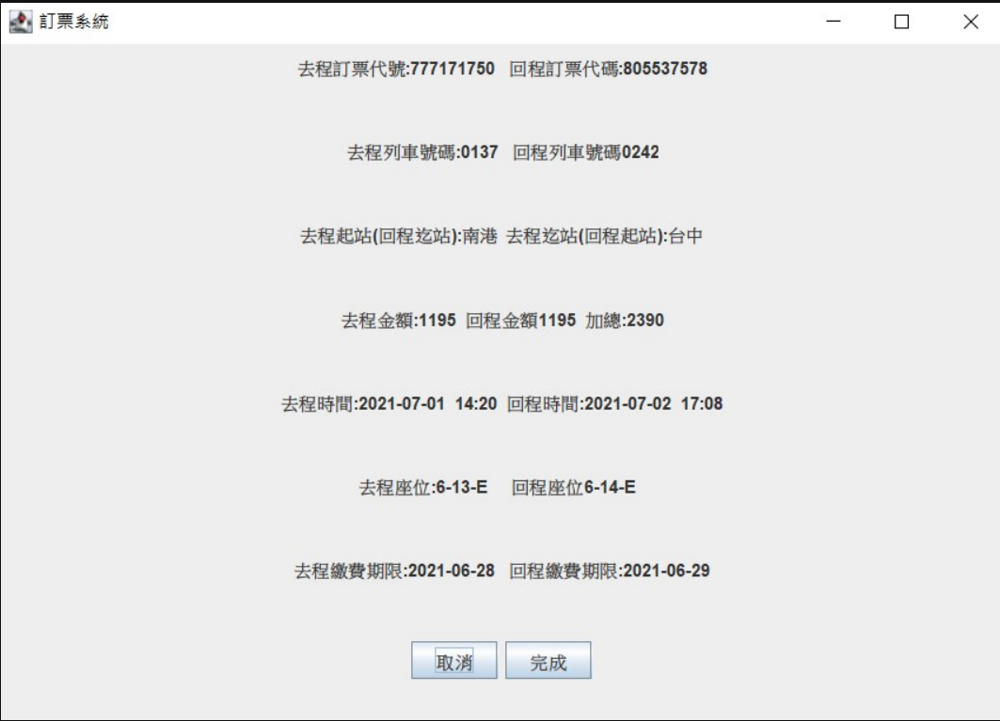 訂票系統
去程訂票代號:777171750 回程訂票代碼:805537578
去程列車號碼:0137 回程列車號碼0242
去程起站(回程迄站):南港 去程迄站(回程起站):台中
去程金額:1195 回程金額1195 加總:2390
去程時間:2021-07-01 14:20 回程時間:2021-07-02 17:08
去程座位:6-13-E 回程座位6-14-E
去程繳費期限:2021-06-28 回程繳費期限:2021-06-29
取消 完成